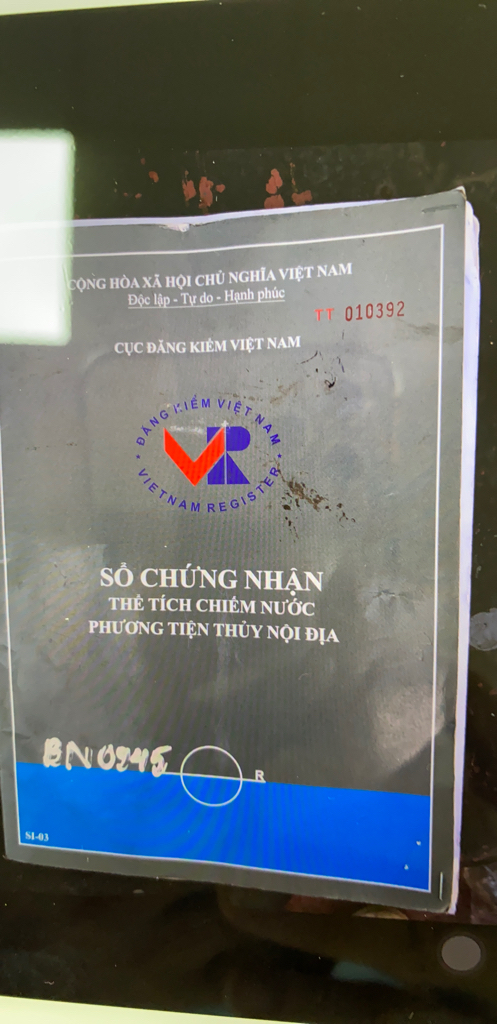 CỘNG HÒA XÃ HỘI CHỦ NGHĨA VIỆT NAM
Độc lập - Tự do - Hạnh phúc
TT 010392
CỤC ĐĂNG KIỂM VIỆT NAM
ĐĂNG KIỂM VIỆT NAM
VR
VIETNAM REGISTER
SỔ CHỨNG NHẬN
THỂ TÍCH CHIẾM NƯỚC
PHƯƠNG TIỆN THỦY NỘI ĐỊA
BN 0245
R
SI-03